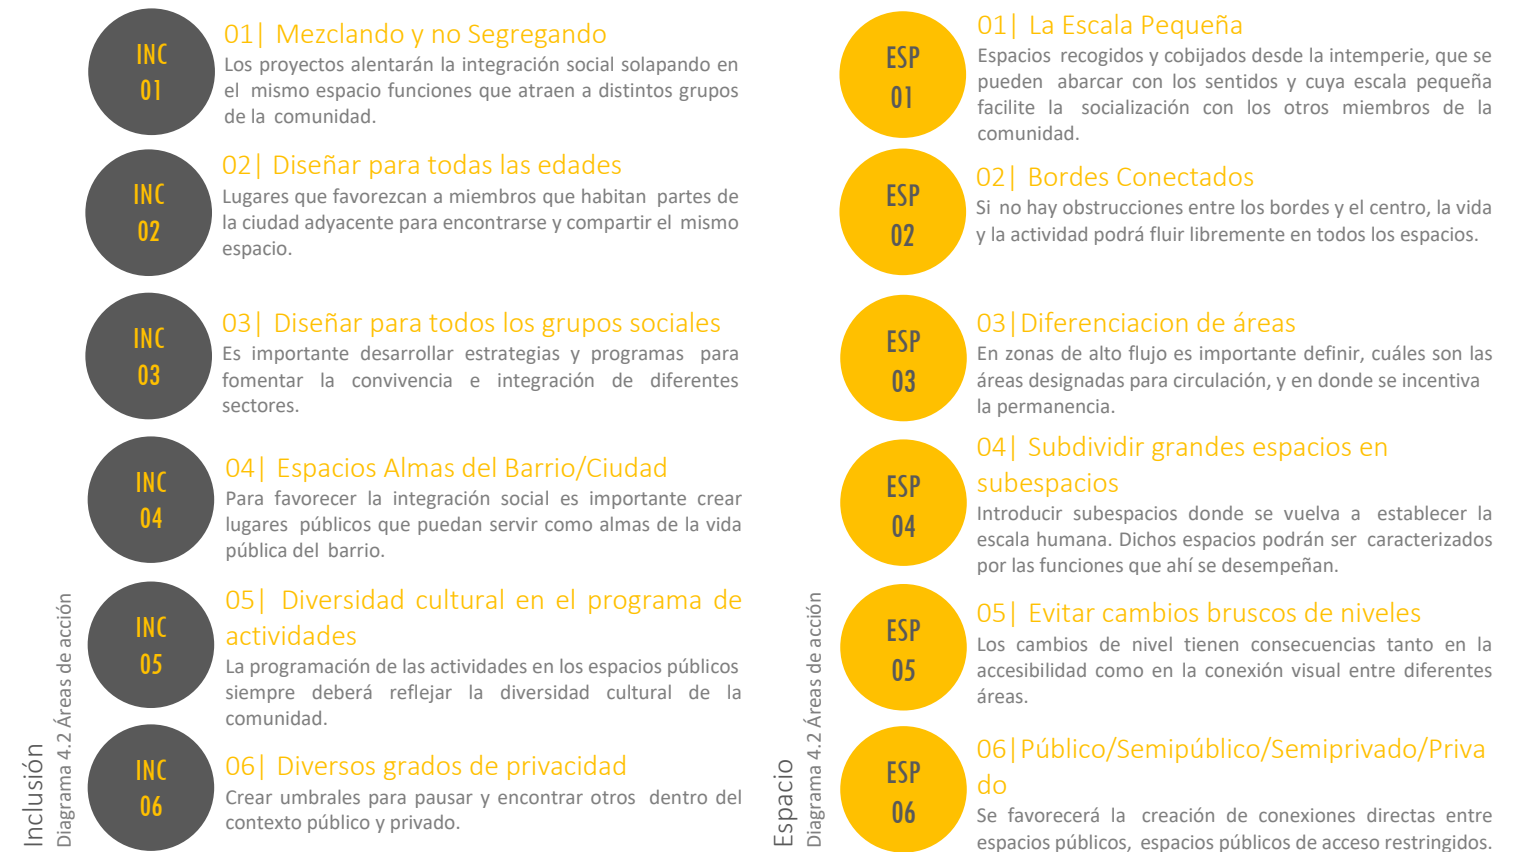 INC
01
01| Mezclando y no Segregando
Los proyectos alentarán la integración social solapando en
el mismo espacio funciones que atraen a distintos grupos
de la comunidad.
INC
02
02| Diseñar para todas las edades
Lugares que favorezcan a miembros que habitan partes de
la ciudad adyacente para encontrarse y compartir el mismo
espacio.
INC
03
03| Diseñar para todos los grupos sociales
Es importante desarrollar estrategias y programas para
fomentar la convivencia e integración de diferentes
sectores.
INC
04
04| Espacios Almas del Barrio/Ciudad
Para favorecer la integración social es importante crear
lugares públicos que puedan servir como almas de la vida
pública del barrio.
INC
05
05| Diversidad cultural en el programa de
actividades
La programación de las actividades en los espacios públicos
siempre deberá reflejar la diversidad cultural de la
comunidad.
INC
06
06| Diversos grados de privacidad
Crear umbrales para pausar y encontrar otros dentro del
contexto público y privado.
Inclusión
Diagrama 4.2 Áreas de acción
ESP
01
01| La Escala Pequeña
Espacios recogidos y cobijados desde la intemperie, que se
pueden abarcar con los sentidos y cuya escala pequeña
facilite la socialización con los otros miembros de la
comunidad.
ESP
02
02| Bordes Conectados
Si no hay obstrucciones entre los bordes y el centro, la vida
y la actividad podrá fluir libremente en todos los espacios.
ESP
03
03|Diferenciacion de áreas
En zonas de alto flujo es importante definir, cuáles son las
áreas designadas para circulación, y en donde se incentiva
la permanencia.
ESP
04
04| Subdividir grandes espacios en
subespacios
Introducir subespacios donde se vuelva a establecer la
escala humana. Dichos espacios podrán ser caracterizados
por las funciones que ahí se desempeñan.
ESP
05
05| Evitar cambios bruscos de niveles
Los cambios de nivel tienen consecuencias tanto en la
accesibilidad como en la conexión visual entre diferentes
áreas.
ESP
06
06|Público/Semipúblico/Semiprivado/Priva
do
Se favorecerá la creación de conexiones directas entre
espacios públicos, espacios públicos de acceso restringidos.
Espacio
Diagrama 4.2 Áreas de acción